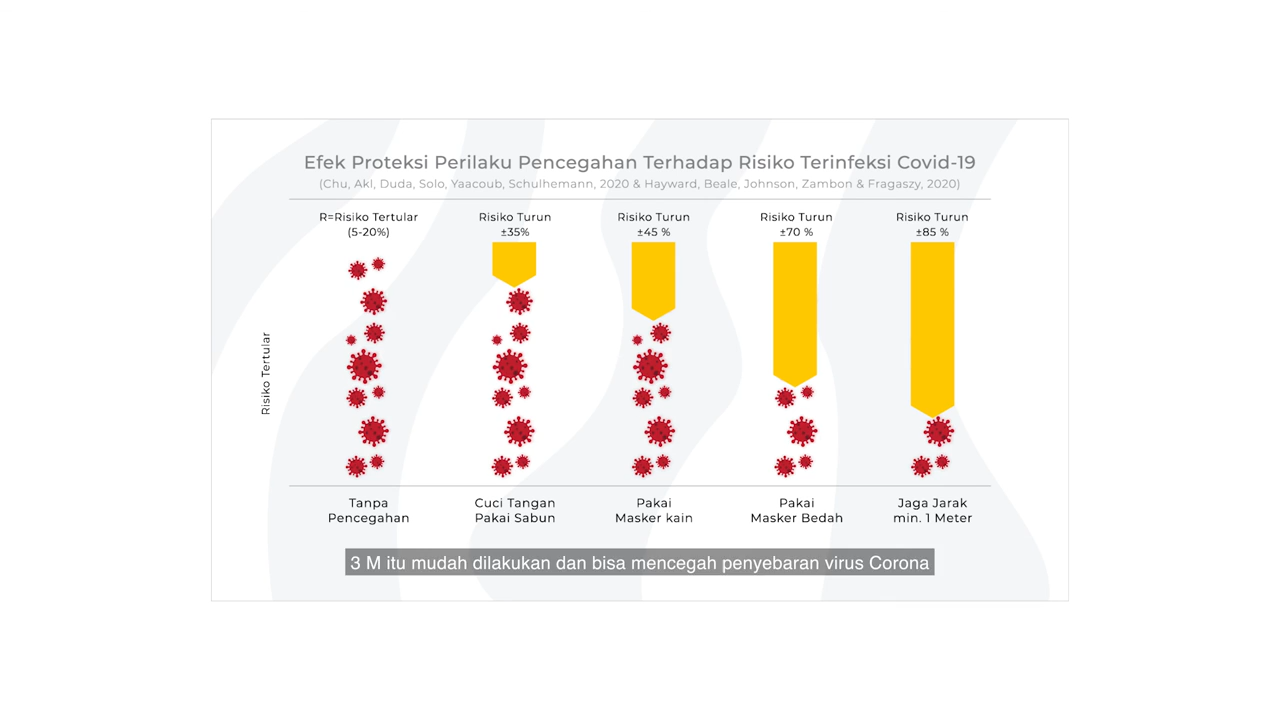 Efek Proteksi Perilaku Pencegahan Terhadap Risiko Terinfeksi Covid-19
(Chu, Akl, Duda, Solo, Yaacoub, Schulhemann, 2020 & Hayward, Beale, Johnson, Zambon & Fragaszy, 2020)
R=Risiko Tertular
(5-20%)
Risiko Turun
±35%
Risiko Turun
±45 %
Risiko Turun
±70 %
Risiko Turun
±85 %
Risiko Tertular
Tanpa
Pencegahan
Cuci Tangan
Pakai Sabun
Pakai
Masker kain
Pakai
Masker Bedah
Jaga Jarak
min. 1 Meter
3 M itu mudah dilakukan dan bisa mencegah penyebaran virus Corona